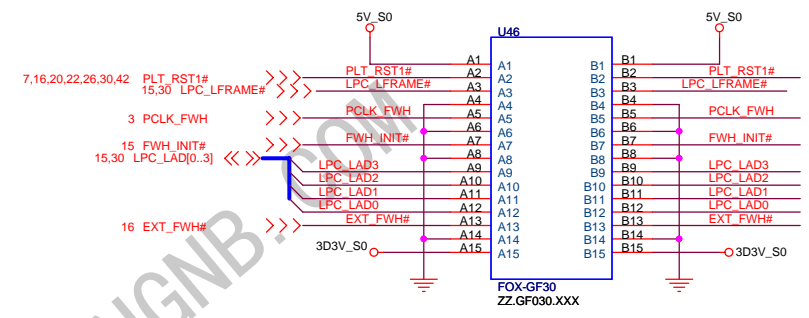 5V_S0 5V_S0
U46
A1 A1 B1 B1
7,16,20,22,26,30,42 PLT_RST1# PLT_RST1# A2 A2 B2 B2 PLT_RST1#
15,30 LPC_LFRAME# LPC_LFRAME# A3 A3 B3 B3 LPC_LFRAME#
A4 A4 B4 B4
3 PCLK_FWH PCLK_FWH A5 A5 B5 B5 PCLK_FWH
A6 A6 B6 B6
15 FWH_INIT# FWH_INIT# A7 A7 B7 B7 FWH_INIT#
15,30 LPC_LAD[0..3] A8 A8 B8 B8
LPC_LAD3 A9 A9 B9 B9 LPC_LAD3
LPC_LAD2 A10 A10 B10 B10 LPC_LAD2
LPC_LAD1 A11 A11 B11 B11 LPC_LAD1
LPC_LAD0 A12 A12 B12 B12 LPC_LAD0
16 EXT_FWH# EXT_FWH# A13 A13 B13 B13 EXT_FWH#
A14 A14 B14 B14
3D3V_S0 A15 A15 B15 B15 3D3V_S0
FOX-GF30
ZZ.GF030.XXX